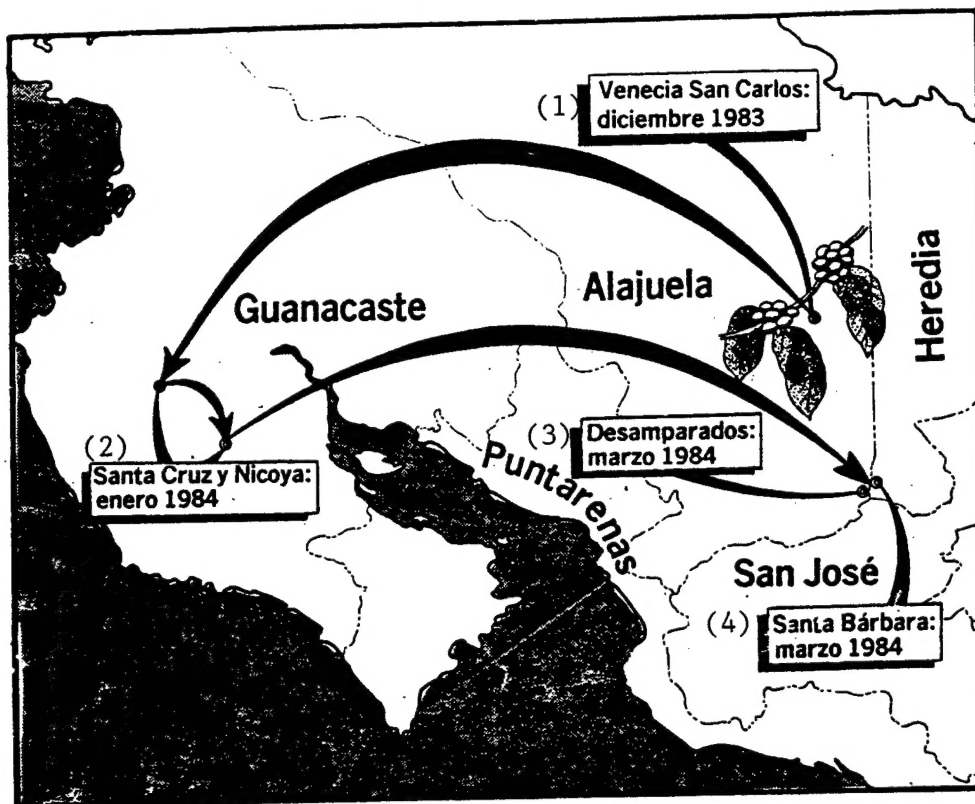 (1) Venecia San Carlos:
diciembre 1983
Guanacaste
Alajuela
Heredia
(2) Santa Cruz y Nicoya:
enero 1984
Puntarenas
(3) Desamparados:
marzo 1984
San José
(4) Santa Bárbara:
marzo 1984